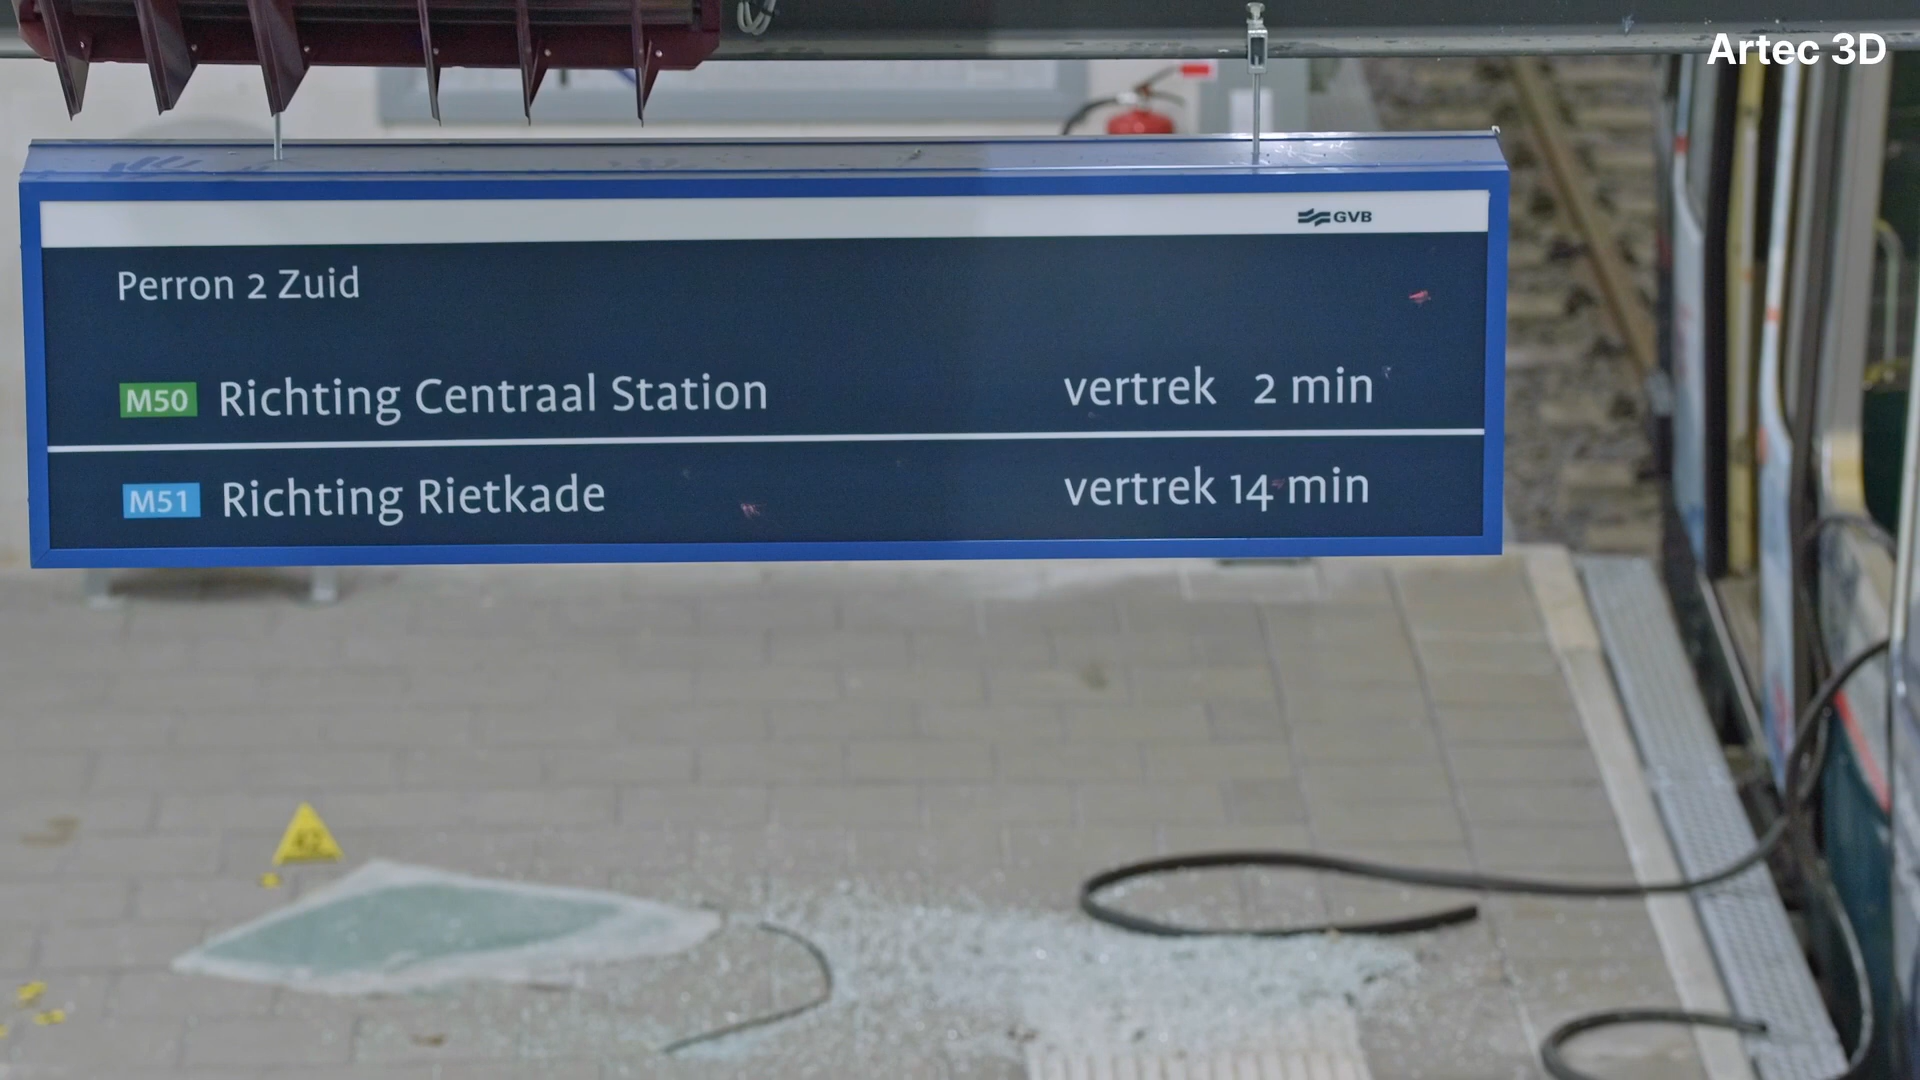 Artec 3D
GVB
Perron 2 Zuid
M50 Richting Centraal Station vertrek 2 min
M51 Richting Rietkade vertrek 14 min
42